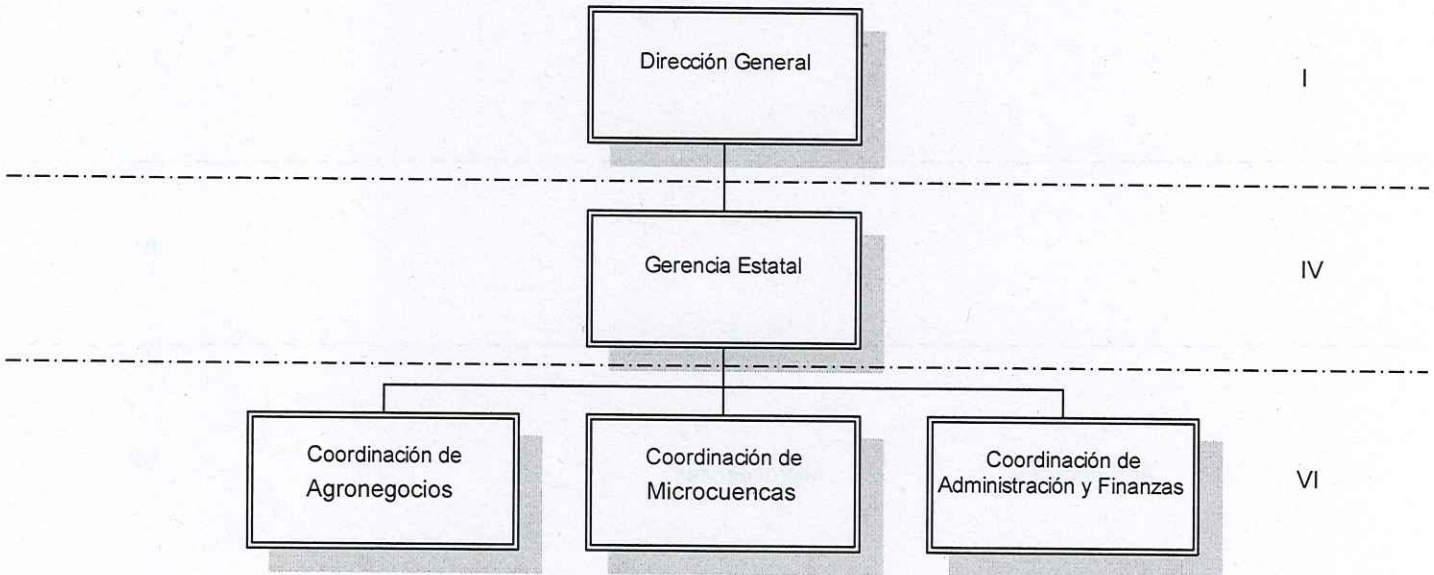 Dirección General
I
Gerencia Estatal
IV
Coordinación de
Agronegocios
Coordinación de
Microcuencas
Coordinación de
Administración y Finanzas
VI